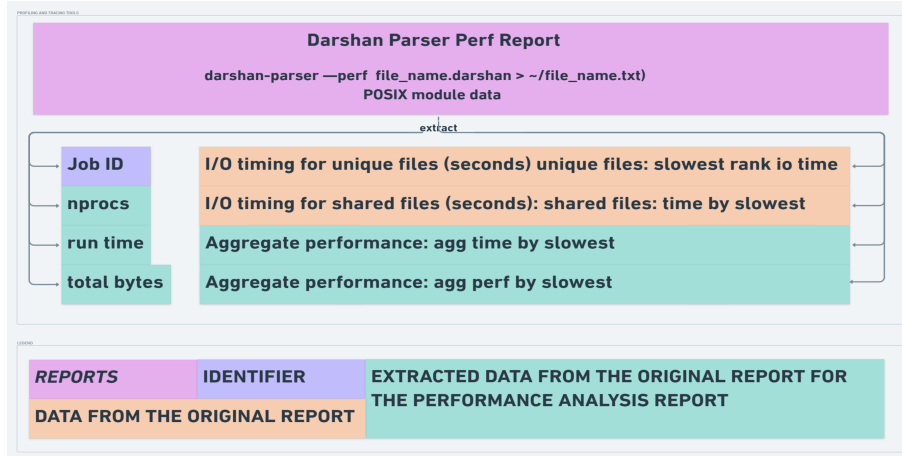 PROFILING AND TRACING TOOLS
Darshan Parser Perf Report
darshan-parser —perf file_name.darshan > ~/file_name.txt)
POSIX module data
extract
Job ID
I/O timing for unique files (seconds) unique files: slowest rank io time
nprocs
I/O timing for shared files (seconds): shared files: time by slowest
run time
Aggregate performance: agg time by slowest
total bytes
Aggregate performance: agg perf by slowest
LEGEND
REPORTS
IDENTIFIER
EXTRACTED DATA FROM THE ORIGINAL REPORT FOR
THE PERFORMANCE ANALYSIS REPORT
DATA FROM THE ORIGINAL REPORT